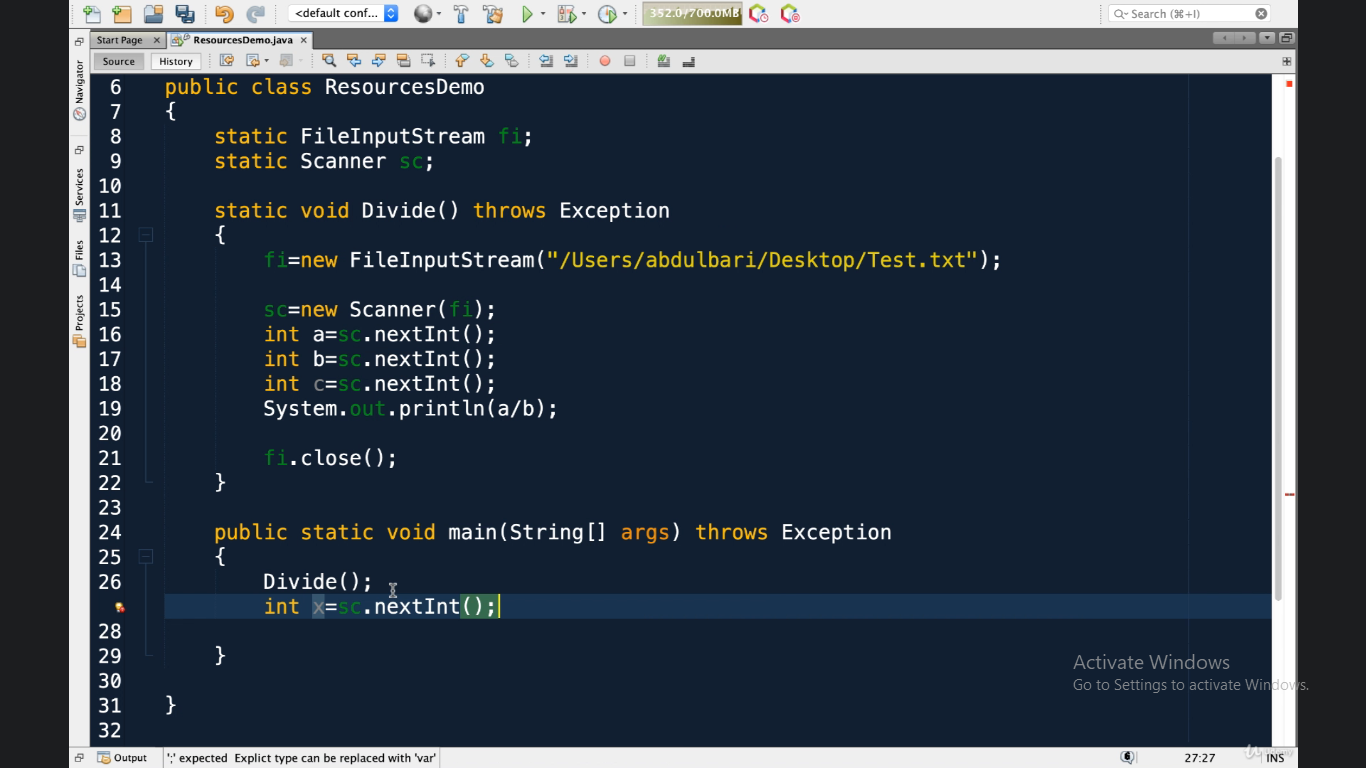 <default conf...
352.0/700.0MB
Search (⌘+I)
Start Page
ResourcesDemo.java
Source
History
Navigator
Services
Files
Projects
6 public class ResourcesDemo
7 {
8 static FileInputStream fi;
9 static Scanner sc;
10
11 static void Divide() throws Exception
12 {
13 fi=new FileInputStream("/Users/abdulbari/Desktop/Test.txt");
14
15 sc=new Scanner(fi);
16 int a=sc.nextInt();
17 int b=sc.nextInt();
18 int c=sc.nextInt();
19 System.out.println(a/b);
20
21 fi.close();
22 }
23
24 public static void main(String[] args) throws Exception
25 {
26 Divide();
int x=sc.nextInt();
28
29 }
30
31 }
32
Activate Windows
Go to Settings to activate Windows.
Output
';' expected Explict type can be replaced with 'var'
27:27
INS